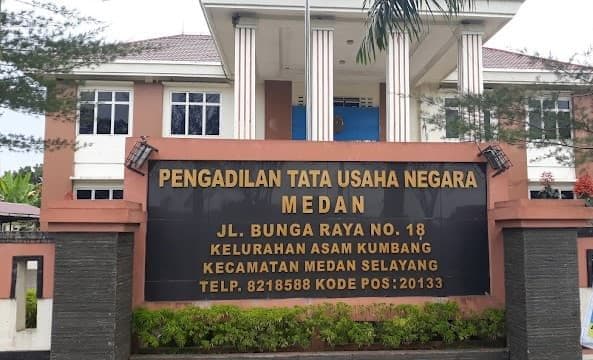 PENGADILAN TATA USAHA NEGARA
MEDAN
JL. BUNGA RAYA NO. 18
KELURAHAN ASAM KUMBANG
KECAMATAN MEDAN SELAYANG
TELP. 8218588 KODE POS:20133